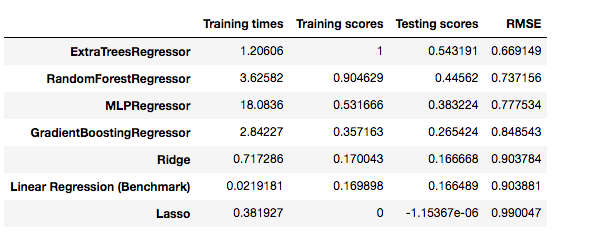 Training times Training scores Testing scores RMSE
ExtraTreesRegressor 1.20606 1 0.543191 0.669149
RandomForestRegressor 3.62582 0.904629 0.44562 0.737156
MLPRegressor 18.0836 0.531666 0.383224 0.777534
GradientBoostingRegressor 2.84227 0.357163 0.265424 0.848543
Ridge 0.717286 0.170043 0.166668 0.903784
Linear Regression (Benchmark) 0.0219181 0.169898 0.166489 0.903881
Lasso 0.381927 0 -1.15367e-06 0.990047